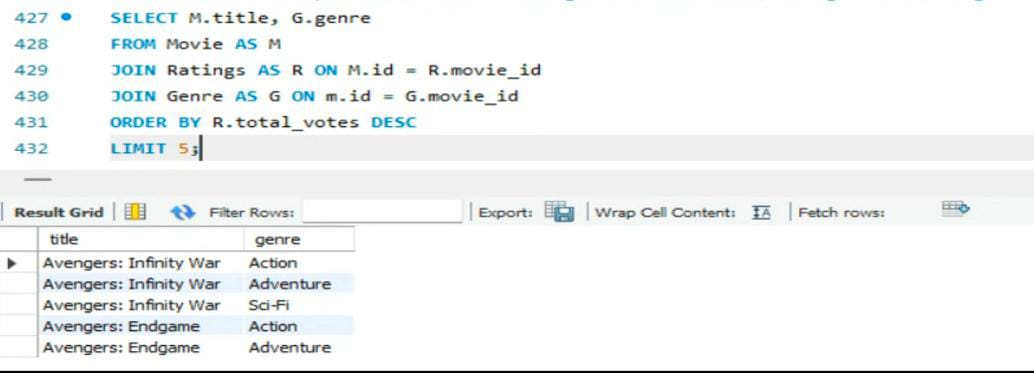 427 SELECT M.title, G.genre
428 FROM Movie AS M
429 JOIN Ratings AS R ON M.id = R.movie_id
430 JOIN Genre AS G ON m.id = G.movie_id
431 ORDER BY R.total_votes DESC
432 LIMIT 5;
Result Grid Filter Rows: Export: Wrap Cell Content: IA Fetch rows:
title genre
Avengers: Infinity War Action
Avengers: Infinity War Adventure
Avengers: Infinity War Sci-Fi
Avengers: Endgame Action
Avengers: Endgame Adventure